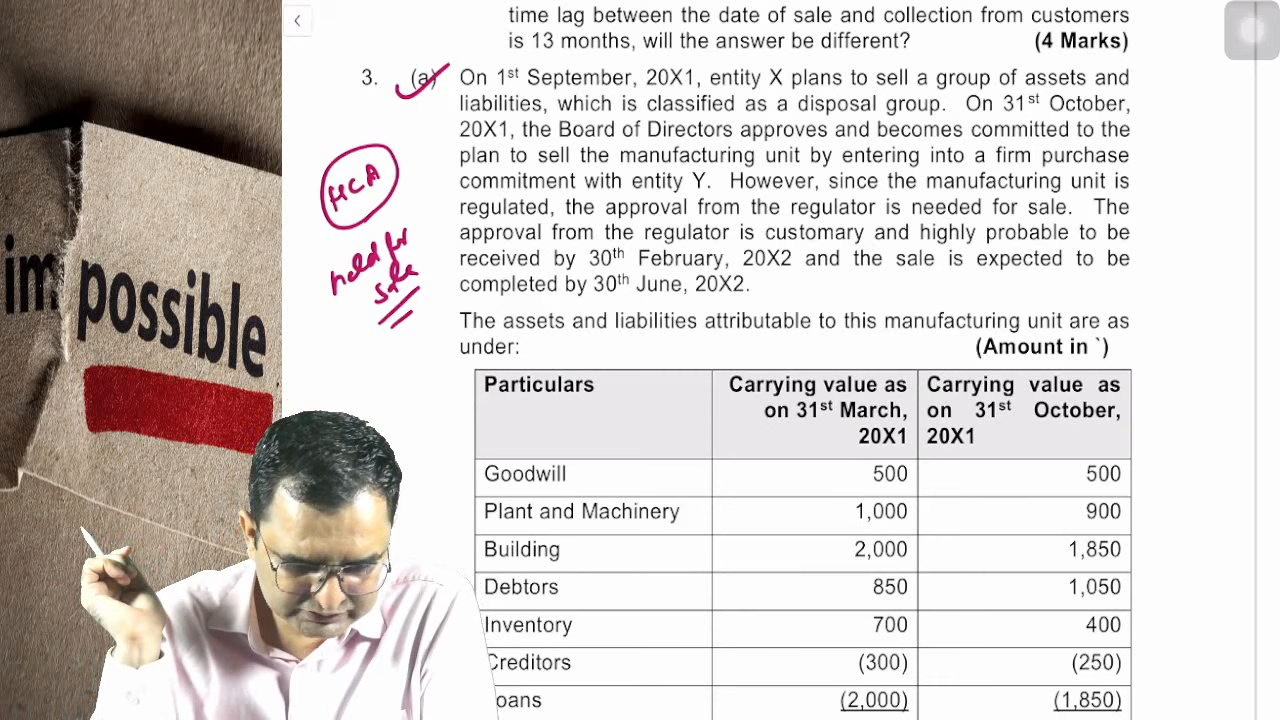 time lag between the date of sale and collection from customers
is 13 months, will the answer be different? (4 Marks)
3. (a) On 1st September, 20X1, entity X plans to sell a group of assets and
liabilities, which is classified as a disposal group. On 31st October,
20X1, the Board of Directors approves and becomes committed to the
plan to sell the manufacturing unit by entering into a firm purchase
commitment with entity Y. However, since the manufacturing unit is
regulated, the approval from the regulator is needed for sale. The
approval from the regulator is customary and highly probable to be
received by 30th February, 20X2 and the sale is expected to be
completed by 30th June, 20X2.
The assets and liabilities attributable to this manufacturing unit are as
under: (Amount in `)
Particulars Carrying value as on 31st March, 20X1 Carrying value as on 31st October, 20X1
Goodwill 500 500
Plant and Machinery 1,000 900
Building 2,000 1,850
Debtors 850 1,050
Inventory 700 400
Creditors (300) (250)
oans (2,000) (1,850)
held for
sale
im possible